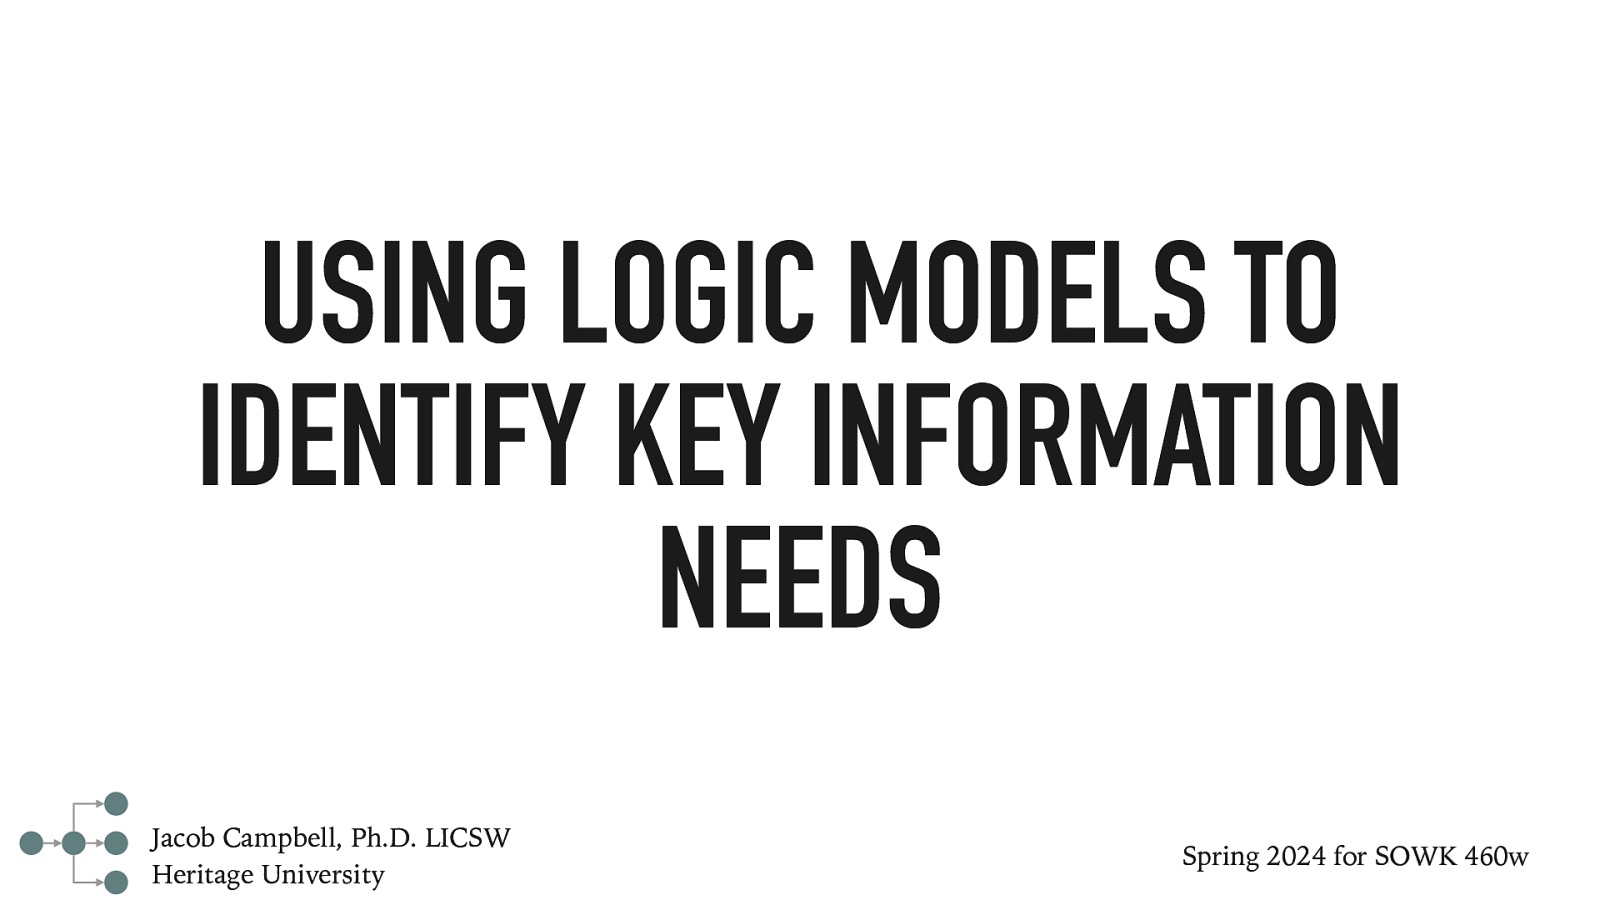 USING LOGIC MODELS TO
IDENTIFY KEY INFORMATION
NEEDS
Jacob Campbell, Ph.D. LICSW
Heritage University
Spring 2024 for SOWK 460w